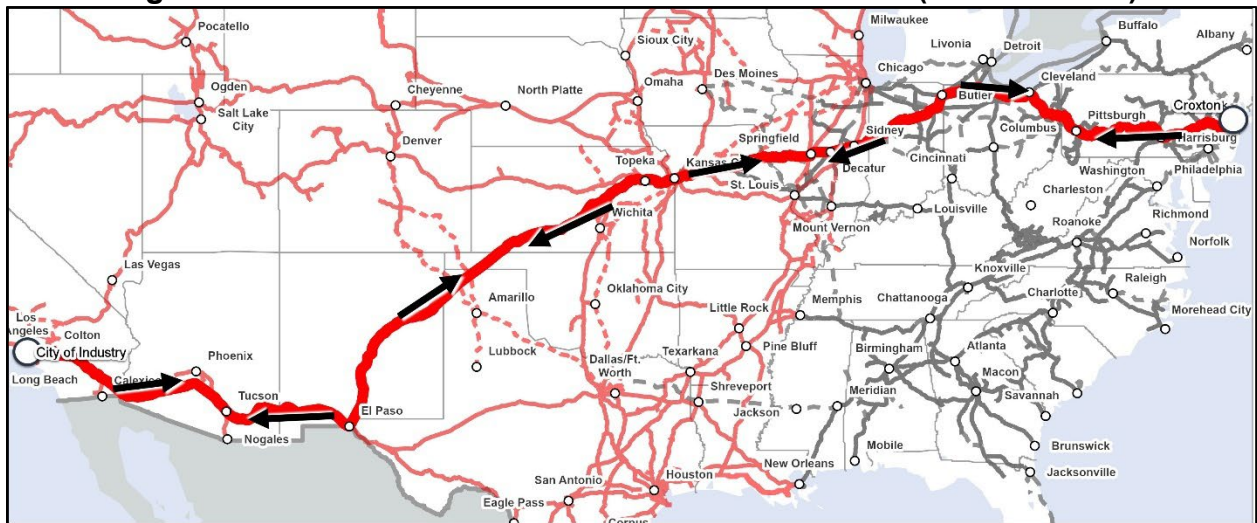 Milwaukee
Buffalo
Pocatello
Sioux City
Livonia
Detroit
Albany
Des Moines
Chicago
Cleveland
Ogden
Omaha
Butler
Cheyenne
North Platte
Croxton
Salt Lake
City
Springfield
Sidney
Columbus
Pittsburgh
Harrisburg
Denver
Topeka
Kansas
Decatur
Cincinnati
Washington
Philadelphia
St. Louis
Charleston
Wichita
Louisville
Richmond
Roanoke
Mount Vernon
Norfolk
Las Vegas
Knoxville
Raleigh
Oklahoma City
Amarillo
Little Rock
Memphis
Chattanooga
Charlotte
Morehead City
Los
Angeles
Colton
City of Industry
Phoenix
Lubbock
Dallas/Ft.
Worth
Texarkana
Pine Bluff
Birmingham
Atlanta
Long Beach
Calexico
Tucson
Shreveport
Meridian
Macon
Savannah
El Paso
Jackson
Nogales
Mobile
Brunswick
New Orleans
Jacksonville
San Antonio
Houston
Eagle Pass